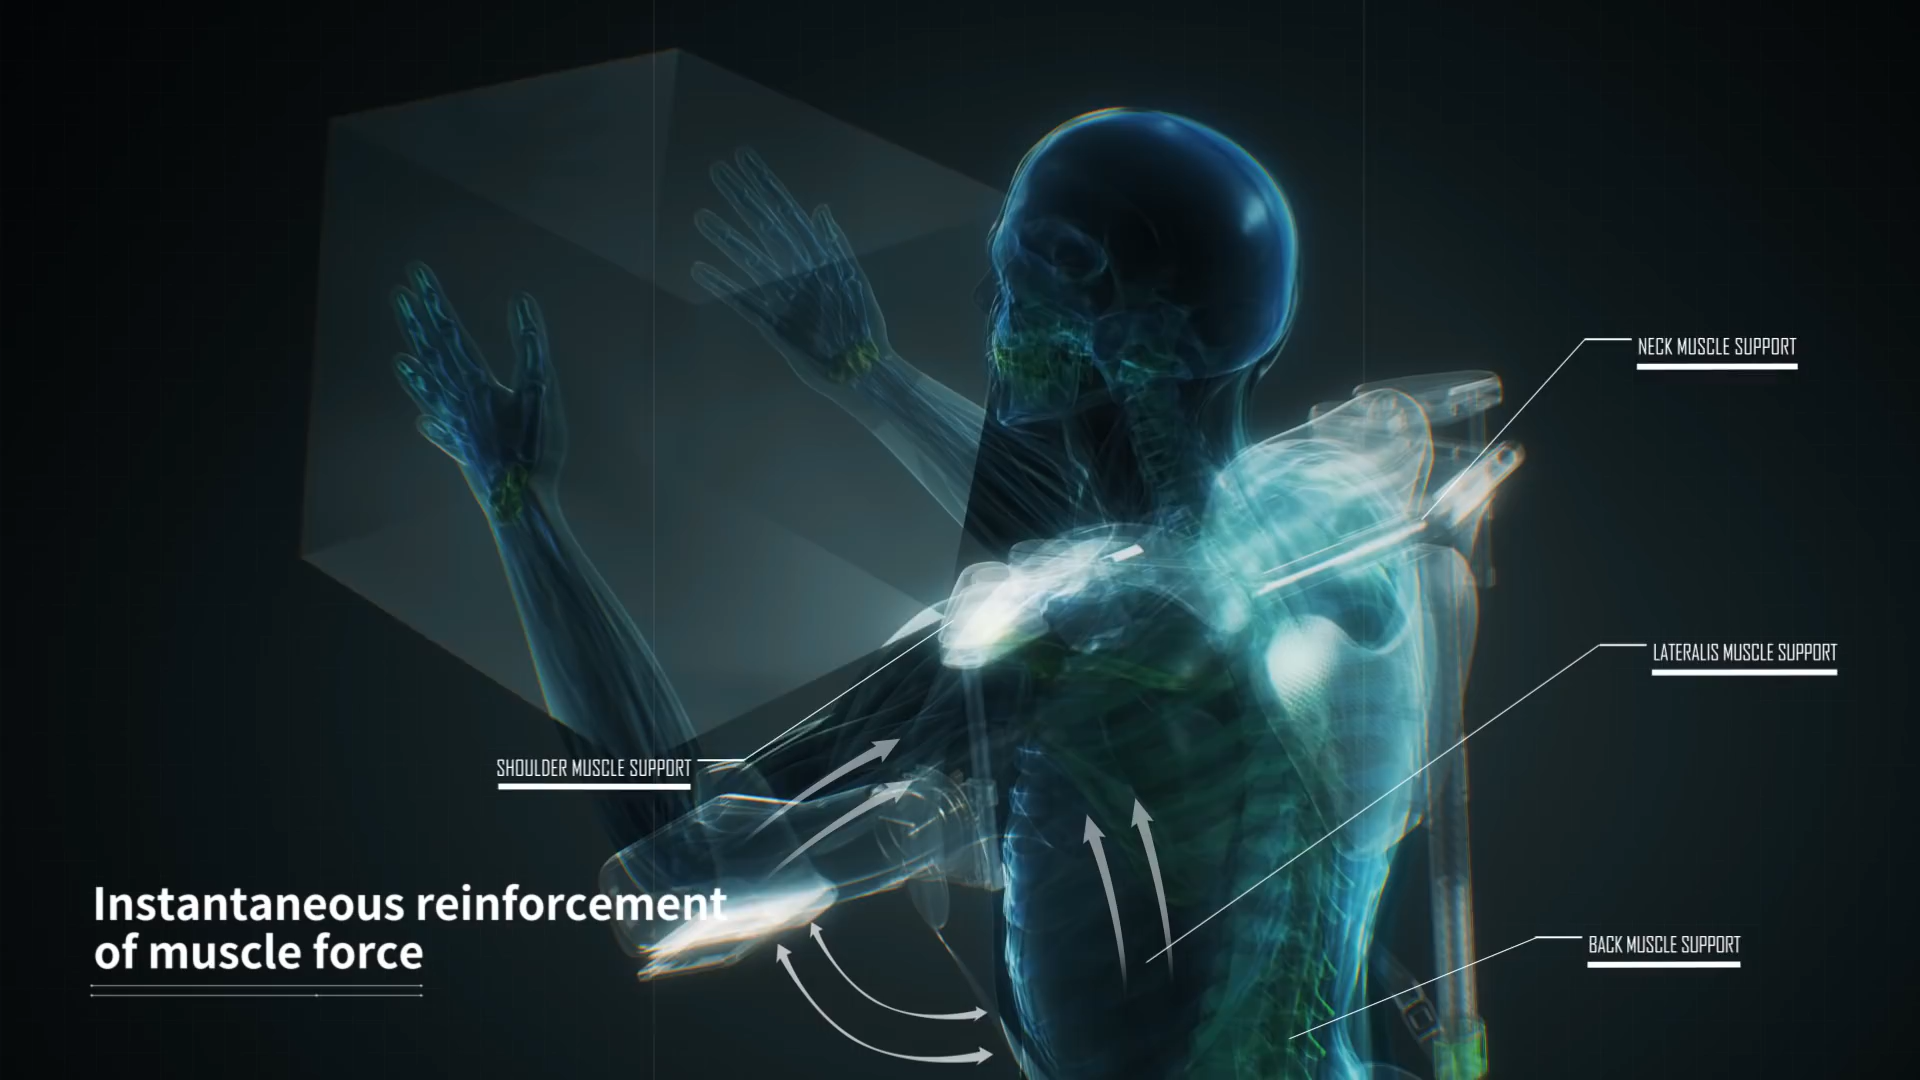 NECK MUSCLE SUPPORT
LATERALIS MUSCLE SUPPORT
SHOULDER MUSCLE SUPPORT
Instantaneous reinforcement
of muscle force
BACK MUSCLE SUPPORT